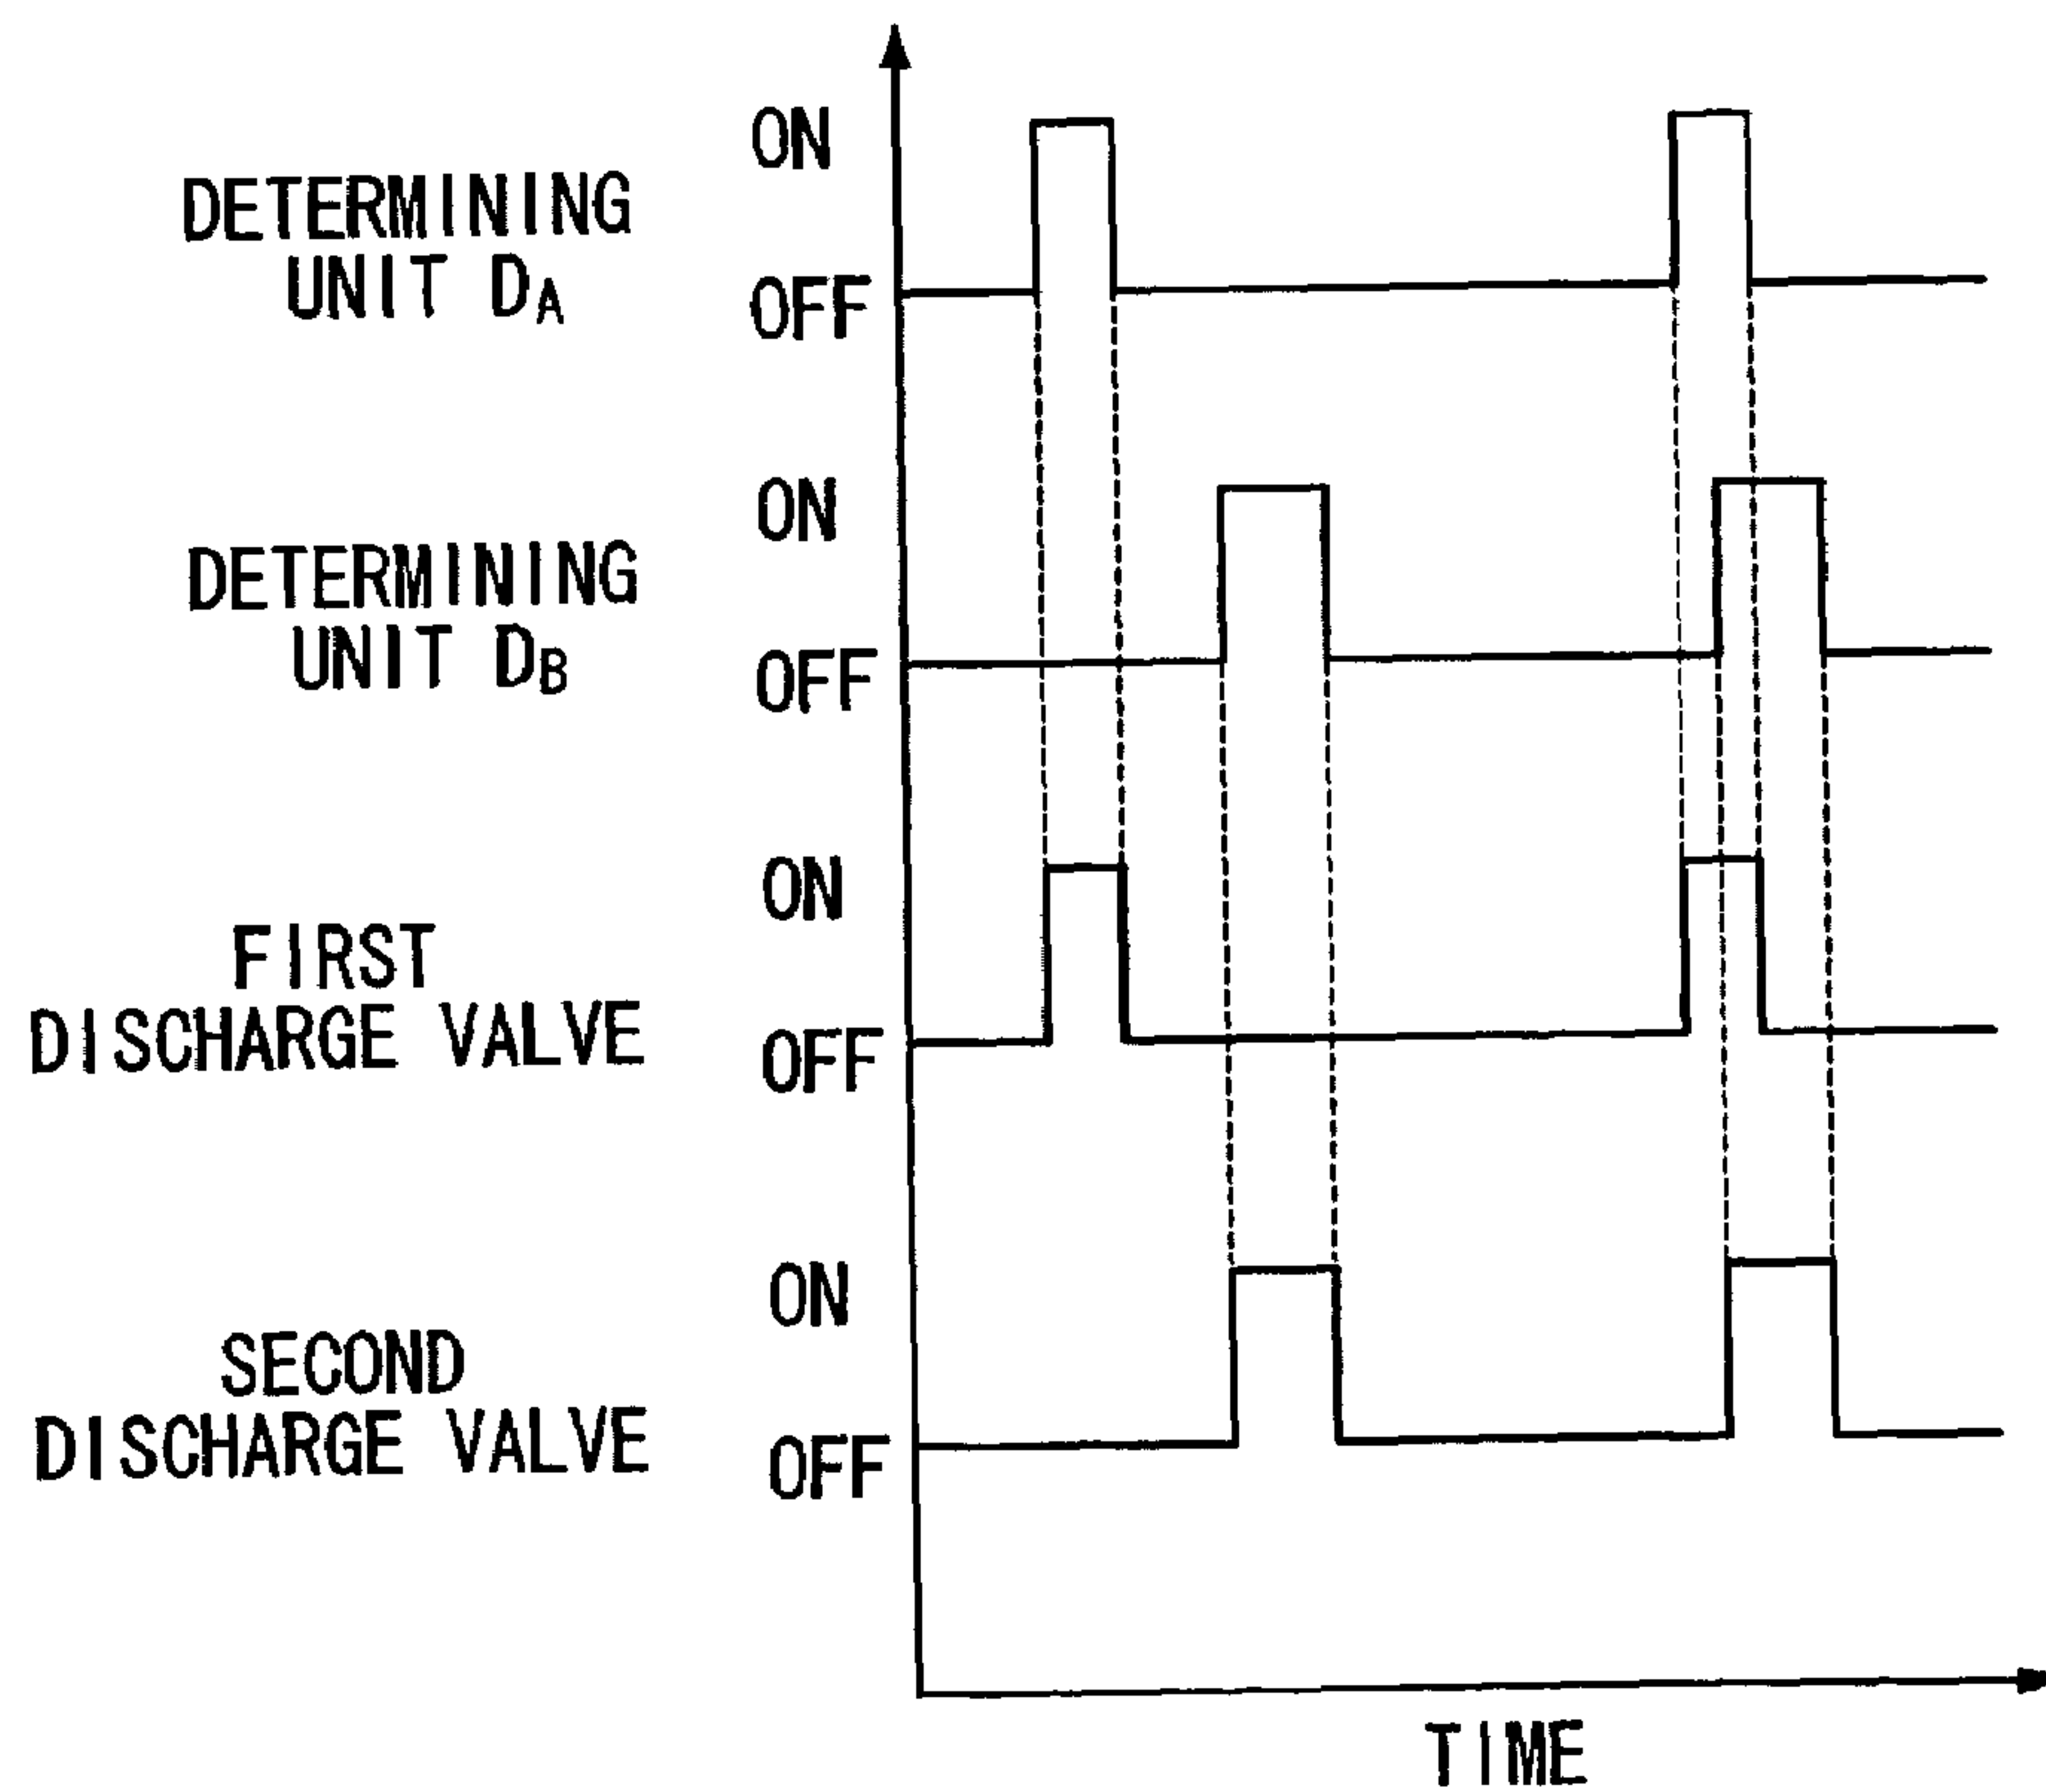 ON
DETERMINING
UNIT DA
OFF
ON
DETERMINING
UNIT DB
OFF
ON
FIRST
DISCHARGE VALVE
OFF
ON
SECOND
DISCHARGE VALVE
OFF
TIME